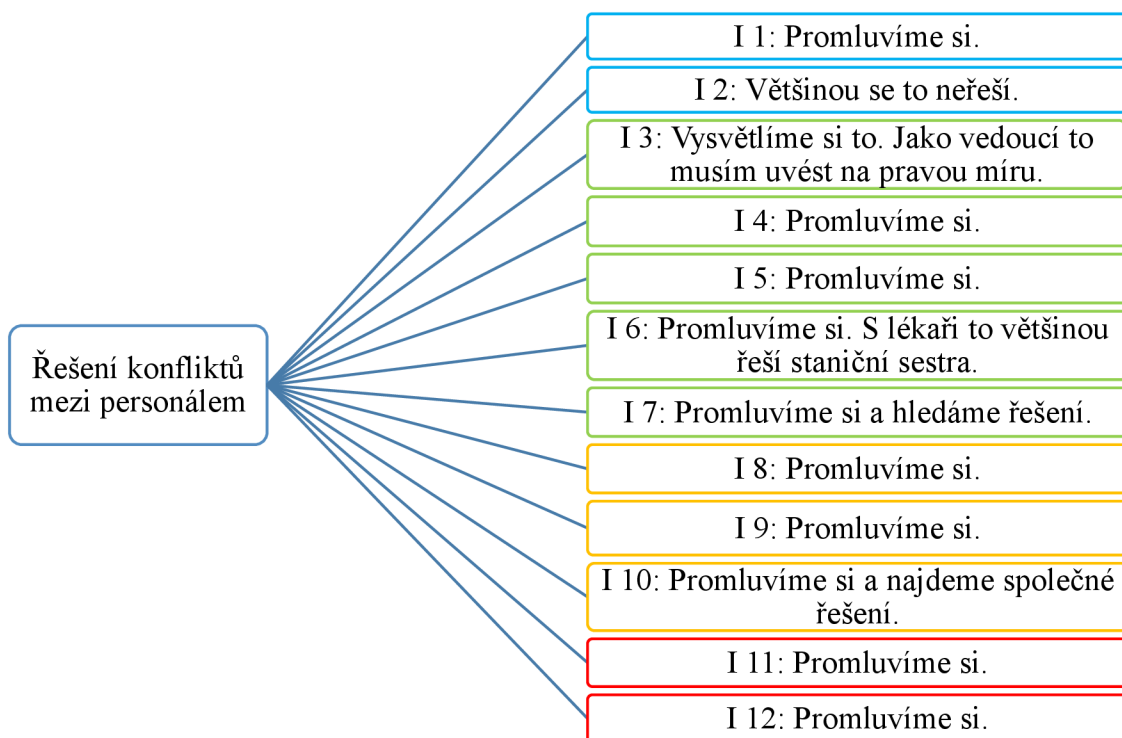 Řešení konfliktů
mezi personálem
I 1: Promluvíme si.
I 2: Většinou se to neřeší.
I 3: Vysvětlíme si to. Jako vedoucí to
musím uvést na pravou míru.
I 4: Promluvíme si.
I 5: Promluvíme si.
I 6: Promluvíme si. S lékaři to většinou
řeší staniční sestra.
I 7: Promluvíme si a hledáme řešení.
I 8: Promluvíme si.
I 9: Promluvíme si.
I 10: Promluvíme si a najdeme společné
řešení.
I 11: Promluvíme si.
I 12: Promluvíme si.